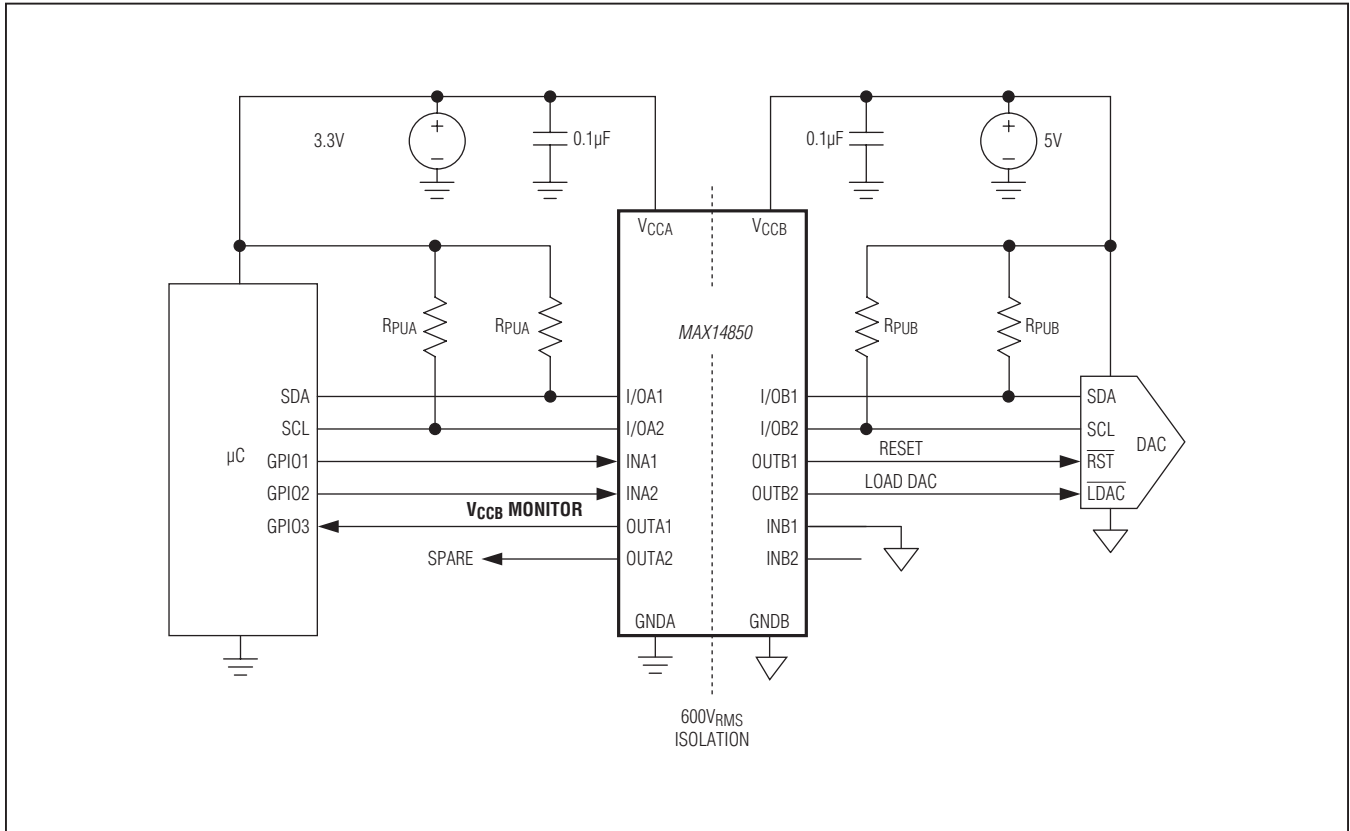 3.3V
+
−
0.1µF
0.1µF
+
−
5V
VCCA
VCCB
RPUA
RPUA
MAX14850
RPUB
RPUB
SDA
I/OA1
I/OB1
SDA
SCL
I/OA2
I/OB2
SCL
DAC
µC
GPIO1
INA1
OUTB1
RESET
RST
GPIO2
INA2
OUTB2
LOAD DAC
LDAC
VCCB MONITOR
GPIO3
OUTA1
INB1
SPARE
OUTA2
INB2
GNDA
GNDB
600VRMS
ISOLATION